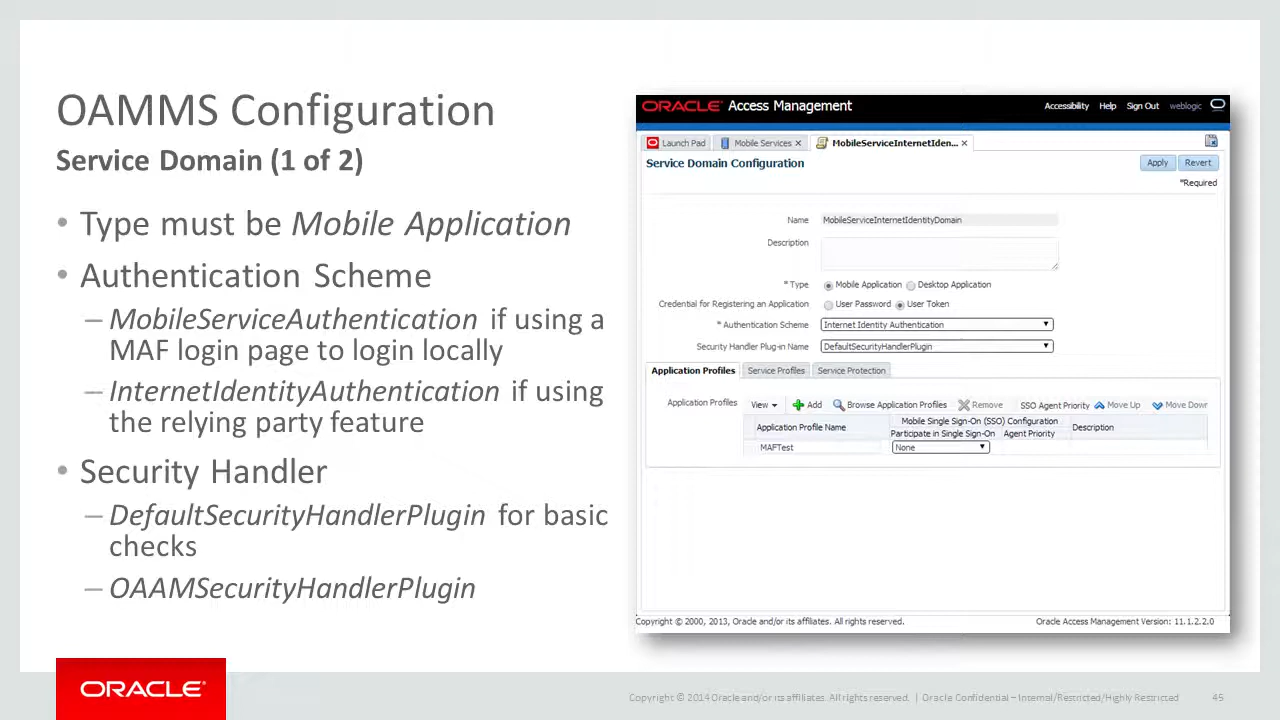 OAMMS Configuration
Service Domain (1 of 2)
• Type must be Mobile Application
• Authentication Scheme
– MobileServiceAuthentication if using a
MAF login page to login locally
– InternetIdentityAuthentication if using
the relying party feature
• Security Handler
– DefaultSecurityHandlerPlugin for basic
checks
– OAAMSecurityHandlerPlugin
ORACLE Access Management
Accessibility Help Sign Out weblogic
Launch Pad Mobile Services × MobileServiceInternetIden... ×
Service Domain Configuration
Apply Revert
*Required
Name MobileServiceInternetIdentityDomain
Description
* Type Mobile Application Desktop Application
Credential for Registering an Application User Password User Token
* Authentication Scheme Internet Identity Authentication
Security Handler Plug-in Name DefaultSecurityHandlerPlugin
Application Profiles Service Profiles Service Protection
Application Profiles View Add Browse Application Profiles Remove SSO Agent Priority Move Up Move Down
Application Profile Name
Mobile Single Sign-On (SSO) Configuration
Participate in Single Sign-On Agent Priority
Description
MAFTest None
Copyright © 2000, 2013, Oracle and/or its affiliates. All rights reserved.
Oracle Access Management Version: 11.1.2.2.0
ORACLE®
Copyright © 2014 Oracle and/or its affiliates. All rights reserved. | Oracle Confidential – Internal/Restricted/Highly Restricted 45